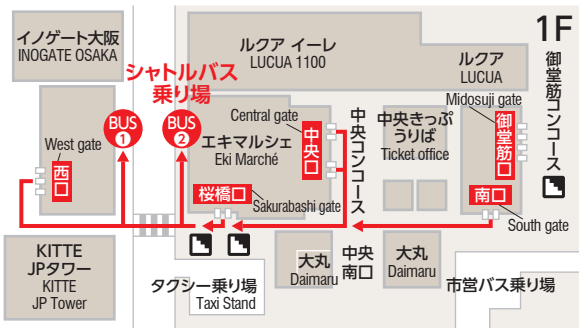 イノゲート大阪
INOGATE OSAKA
ルクア イーレ
LUCUA 1100
1F
ルクア
LUCUA
御堂筋コンコース
シャトルバス
乗り場
BUS
1
BUS
2
West gate
西口
Central gate
中央口
エキマルシェ
Eki Marché
桜橋口
Sakurabashi gate
中央コンコース
中央きっぷ
うりば
Ticket office
Midosuji gate
御堂筋口
南口
South gate
KITTE
JPタワー
KITTE
JP Tower
タクシー乗り場
Taxi Stand
大丸
Daimaru
中央
南口
大丸
Daimaru
市営バス乗り場